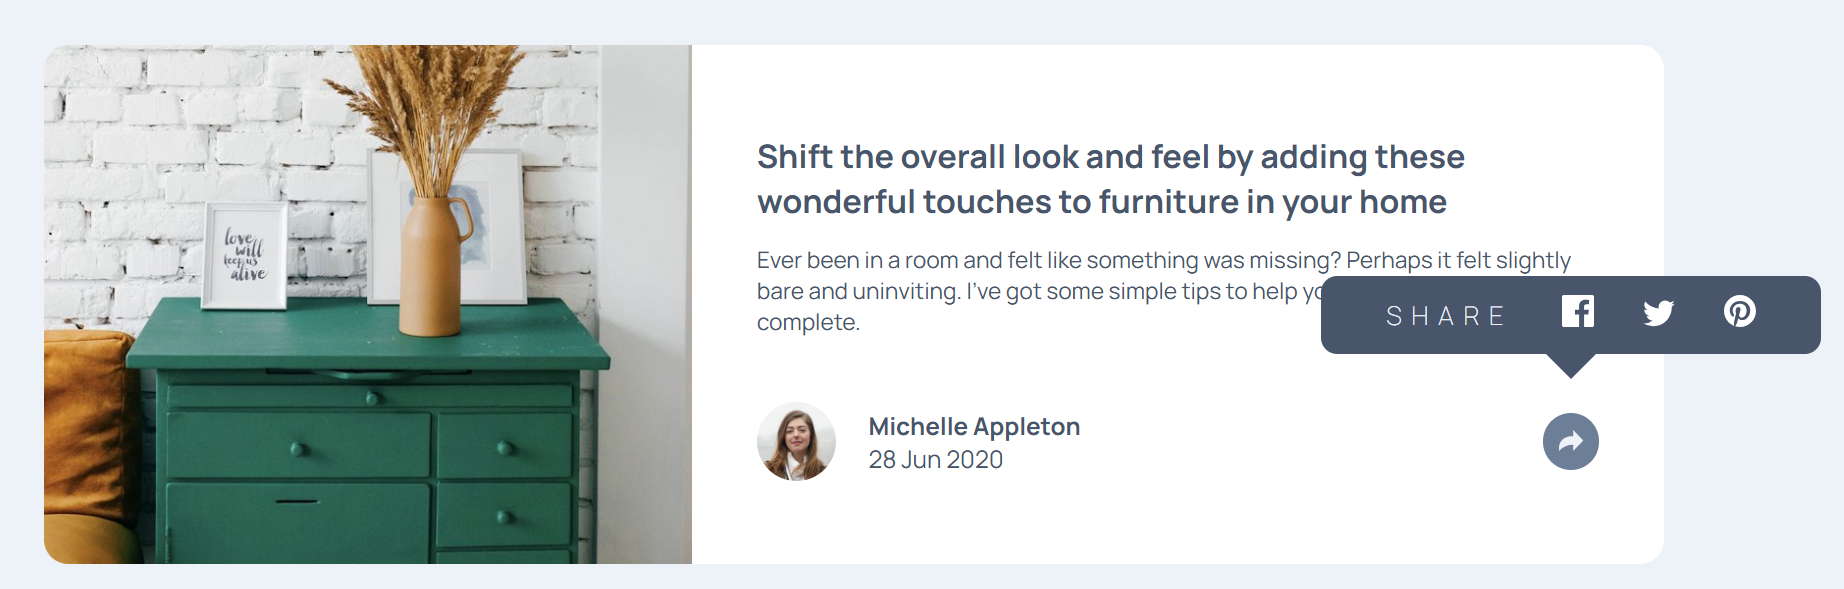 love
will
keep us
alive
Shift the overall look and feel by adding these
wonderful touches to furniture in your home
Ever been in a room and felt like something was missing? Perhaps it felt slightly
bare and uninviting. I've got some simple tips to help
complete.
SHARE
Michelle Appleton
28 Jun 2020